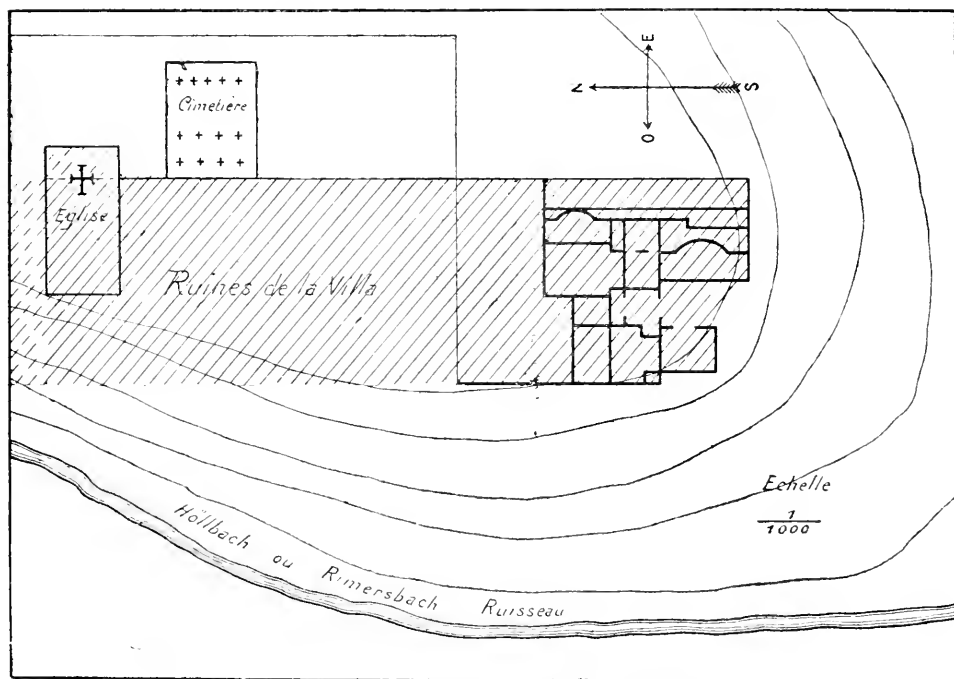 N
E
S
O
Cimetière
Eglise
Ruines de la Villa
Echelle
1
1000
Höllbach ou Rimersbach Ruisseau